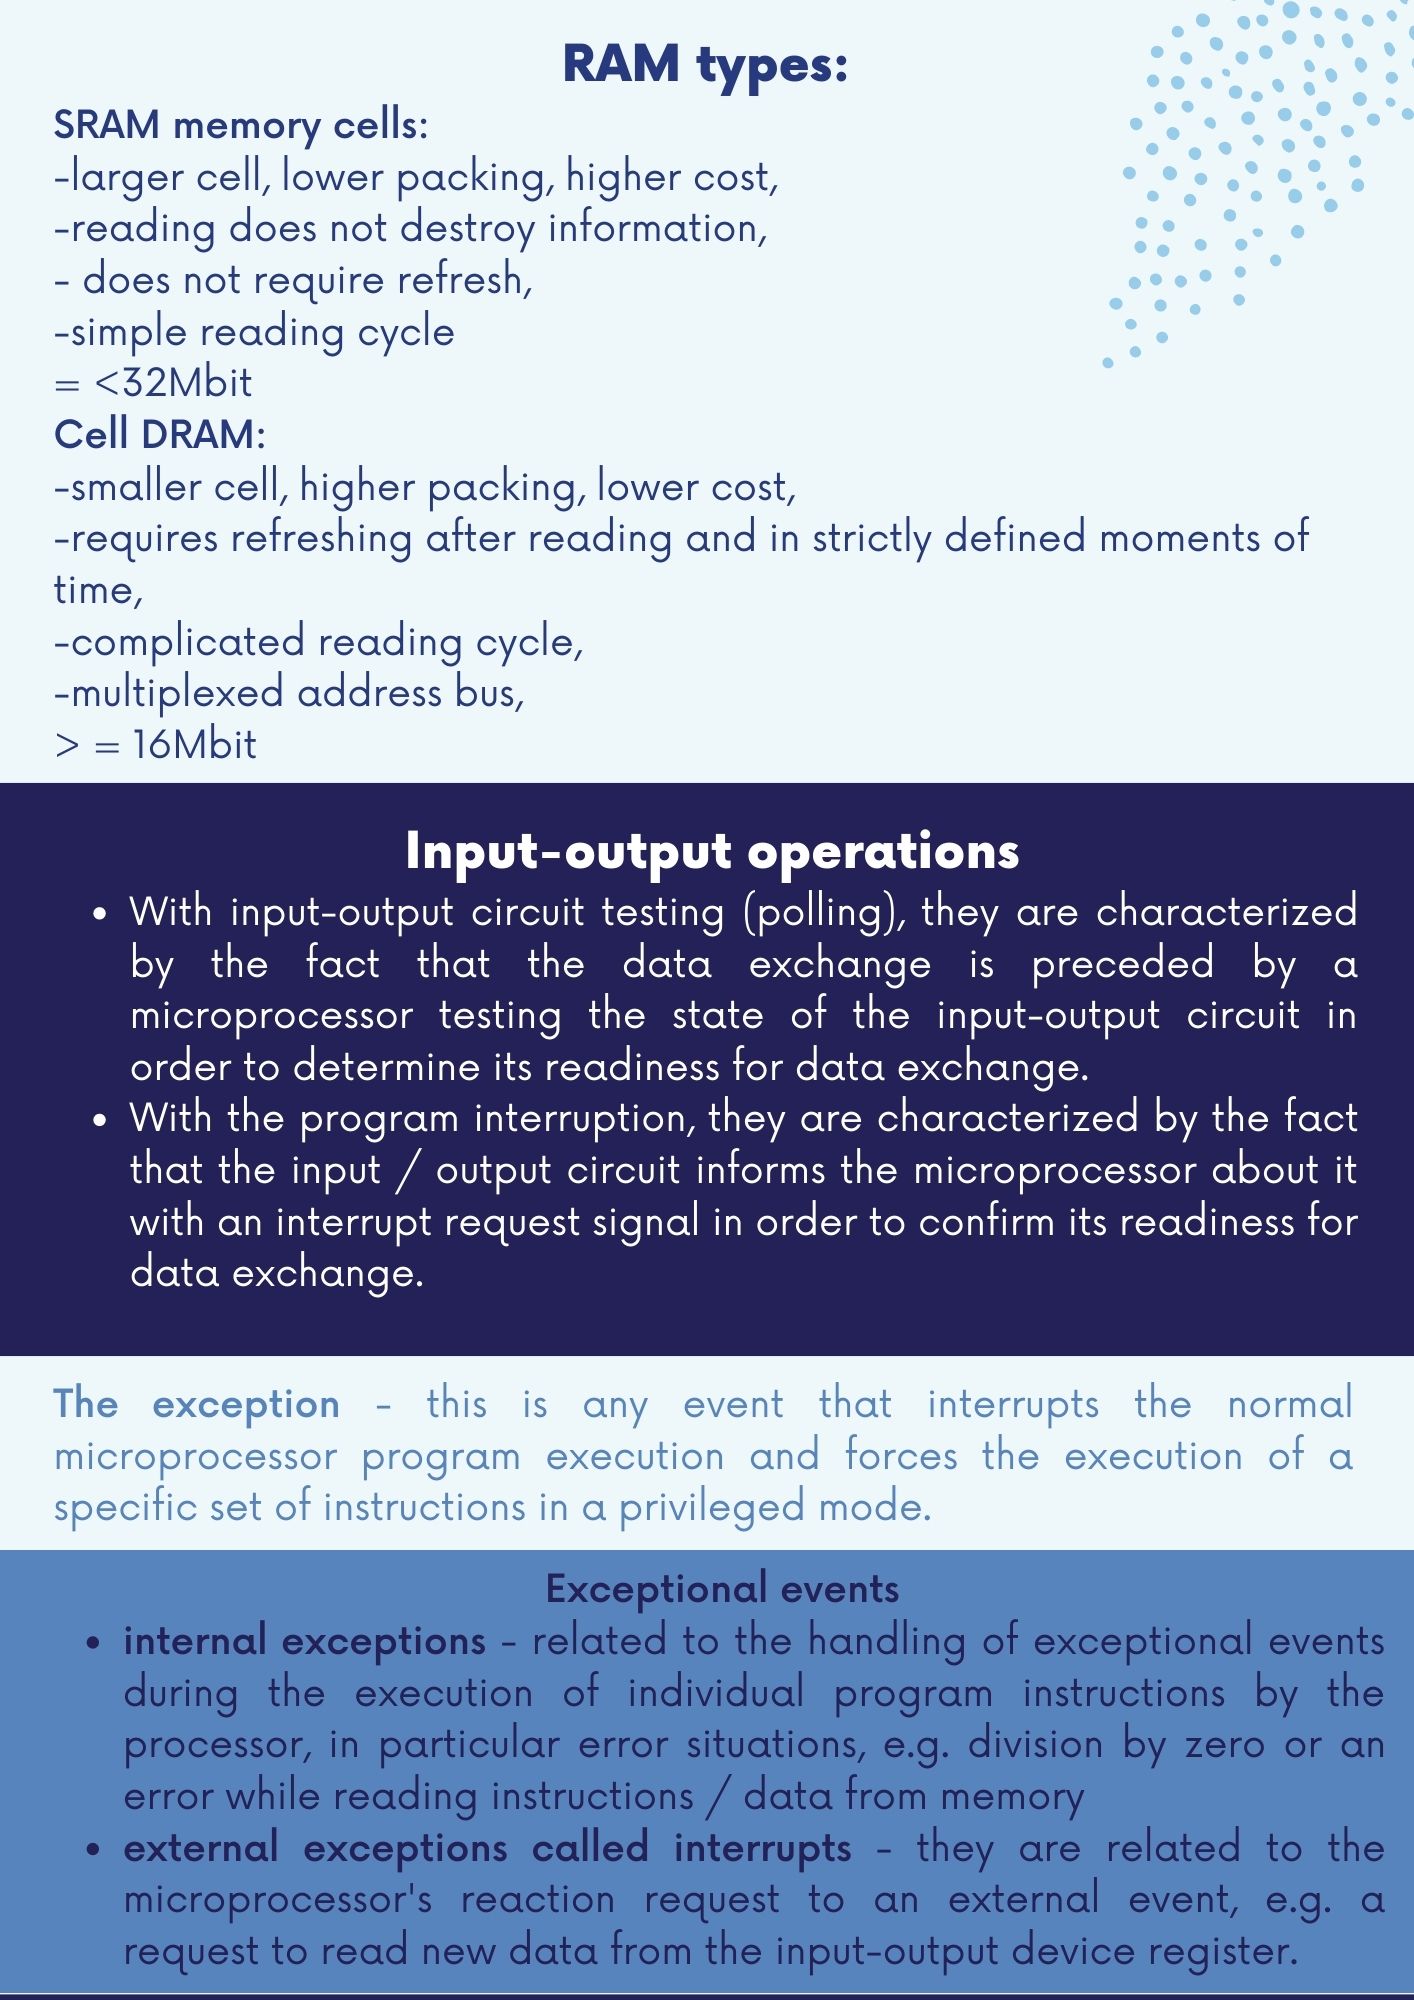 RAM types:
SRAM memory cells:
-larger cell, lower packing, higher cost,
-reading does not destroy information,
- does not require refresh,
-simple reading cycle
= <32Mbit
Cell DRAM:
-smaller cell, higher packing, lower cost,
-requires refreshing after reading and in strictly defined moments of
time,
-complicated reading cycle,
-multiplexed address bus,
> = 16Mbit
Input-output operations
• With input-output circuit testing (polling), they are characterized
by the fact that the data exchange is preceded by a
microprocessor testing the state of the input-output circuit in
order to determine its readiness for data exchange.
• With the program interruption, they are characterized by the fact
that the input / output circuit informs the microprocessor about it
with an interrupt request signal in order to confirm its readiness for
data exchange.
The exception - this is any event that interrupts the normal
microprocessor program execution and forces the execution of a
specific set of instructions in a privileged mode.
Exceptional events
• internal exceptions - related to the handling of exceptional events
during the execution of individual program instructions by the
processor, in particular error situations, e.g. division by zero or an
error while reading instructions / data from memory
• external exceptions called interrupts - they are related to the
microprocessor's reaction request to an external event, e.g. a
request to read new data from the input-output device register.